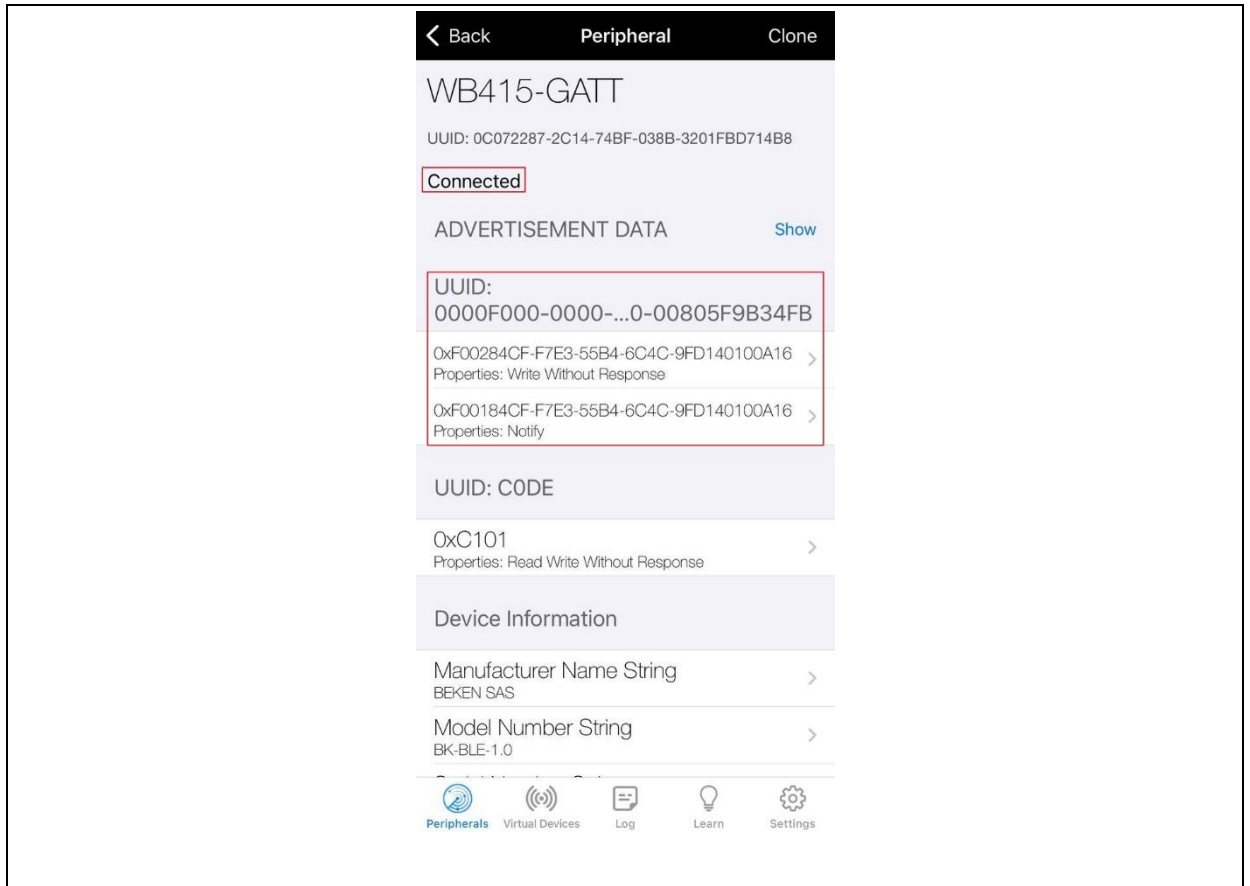 Back Peripheral Clone
WB415-GATT
UUID: 0C072287-2C14-74BF-038B-3201FBD714B8
Connected
ADVERTISEMENT DATA Show
UUID:
0000F000-0000-...0-00805F9B34FB
0xF00284CF-F7E3-55B4-6C4C-9FD140100A16
Properties: Write Without Response
0xF00184CF-F7E3-55B4-6C4C-9FD140100A16
Properties: Notify
UUID: C0DE
0xC101
Properties: Read Write Without Response
Device Information
Manufacturer Name String
BEKEN SAS
Model Number String
BK-BLE-1.0
Peripherals Virtual Devices Log Learn Settings